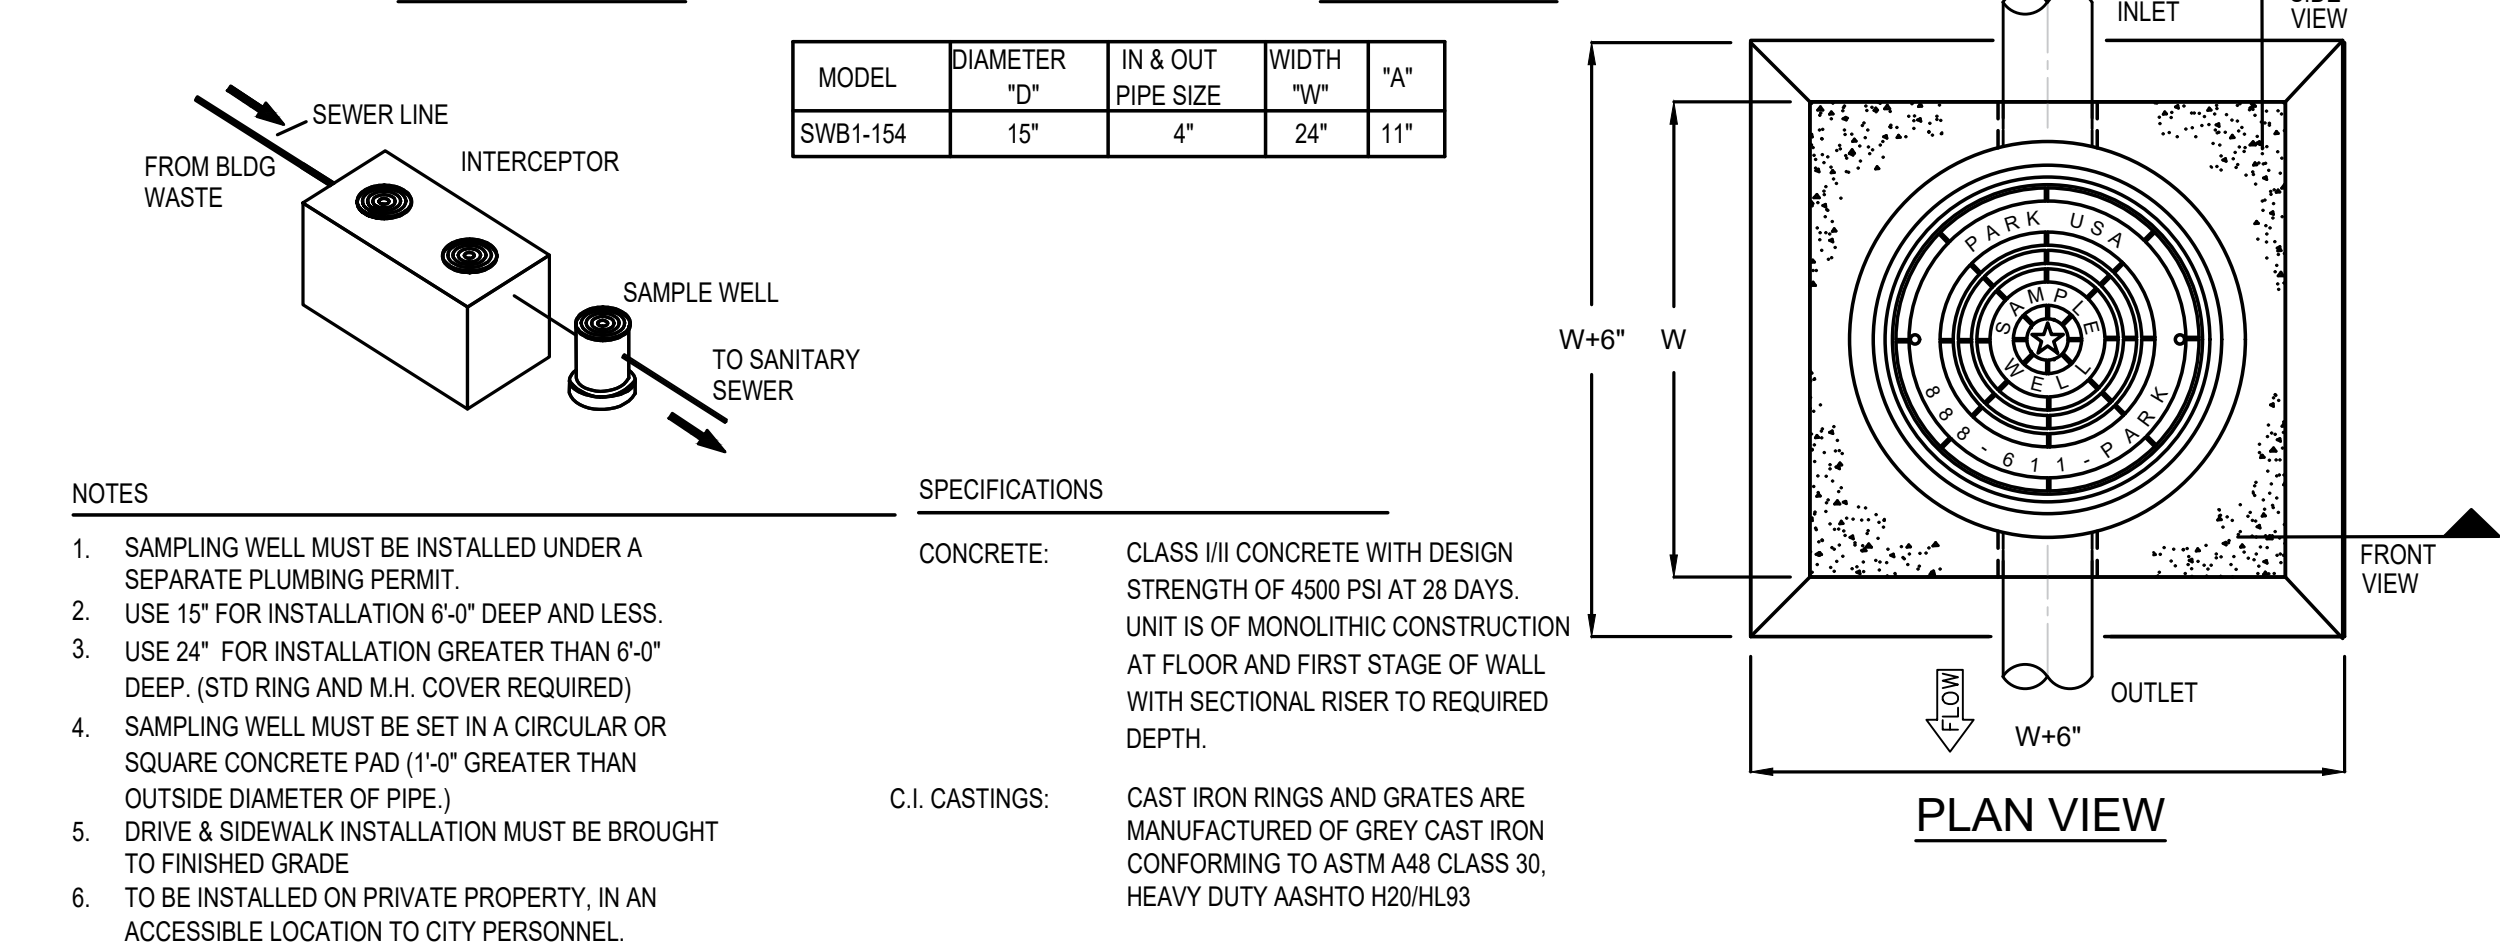 MODEL DIAMETER "D" IN & OUT PIPE SIZE WIDTH "W" "A"
SWB1-154 15" 4" 24" 11"
SEWER LINE
FROM BLDG
WASTE
INTERCEPTOR
SAMPLE WELL
TO SANITARY
SEWER
NOTES
1. SAMPLING WELL MUST BE INSTALLED UNDER A
SEPARATE PLUMBING PERMIT.
2. USE 15" FOR INSTALLATION 6'-0" DEEP AND LESS.
3. USE 24" FOR INSTALLATION GREATER THAN 6'-0"
DEEP. (STD RING AND M.H. COVER REQUIRED)
4. SAMPLING WELL MUST BE SET IN A CIRCULAR OR
SQUARE CONCRETE PAD (1'-0" GREATER THAN
OUTSIDE DIAMETER OF PIPE.)
5. DRIVE & SIDEWALK INSTALLATION MUST BE BROUGHT
TO FINISHED GRADE
6. TO BE INSTALLED ON PRIVATE PROPERTY, IN AN
ACCESSIBLE LOCATION TO CITY PERSONNEL.
SPECIFICATIONS
CONCRETE: CLASS I/II CONCRETE WITH DESIGN
STRENGTH OF 4500 PSI AT 28 DAYS.
UNIT IS OF MONOLITHIC CONSTRUCTION
AT FLOOR AND FIRST STAGE OF WALL
WITH SECTIONAL RISER TO REQUIRED
DEPTH.
C.I. CASTINGS: CAST IRON RINGS AND GRATES ARE
MANUFACTURED OF GREY CAST IRON
CONFORMING TO ASTM A48 CLASS 30,
HEAVY DUTY AASHTO H20/HL93
INLET
SIDE
VIEW
W+6"
W
PARK USA
SAMPLE
WELL
888-611-PARK
FRONT
VIEW
FLOW
OUTLET
W+6"
PLAN VIEW